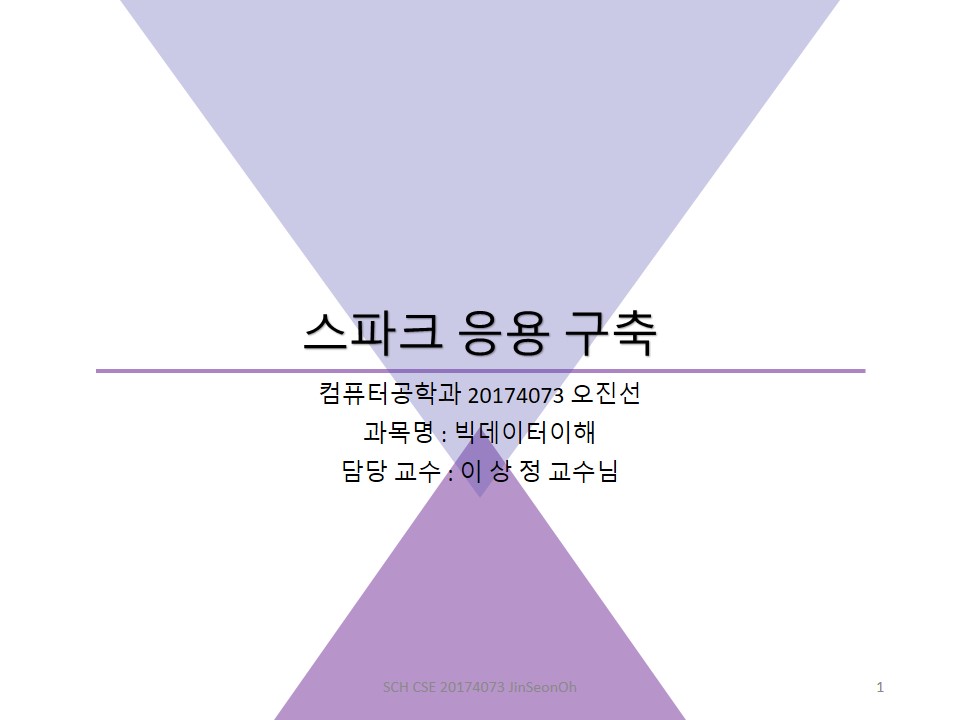 스파크 응용 구축
컴퓨터공학과 20174073 오진선
과목명 : 빅데이터이해
담당 교수 : 이 상 정 교수님
SCH CSE 20174073 JinSeonOh
1